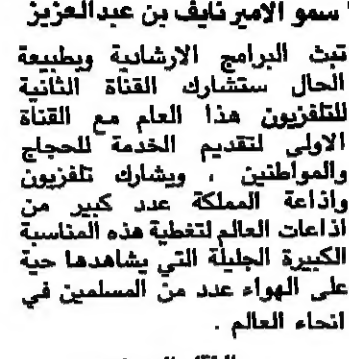 سمو الامير نايف بن عبدالعزيز
تبث البرامج الارشادية وبطبيعة
الحال ستشارك القناة الثانية
للتلفزيون هذا العام مع القناة
الاولى لتقديم الخدمة للحجاج
والمواطنين . ويشارك تلفزيون
واذاعة المملكة عدد كبير من
اذاعات العالم لتغطية هذه المناسبة
الكبيرة الجليلة التي يشاهدها حية
على الهواء عدد من المسلمين في
انحاء العالم .